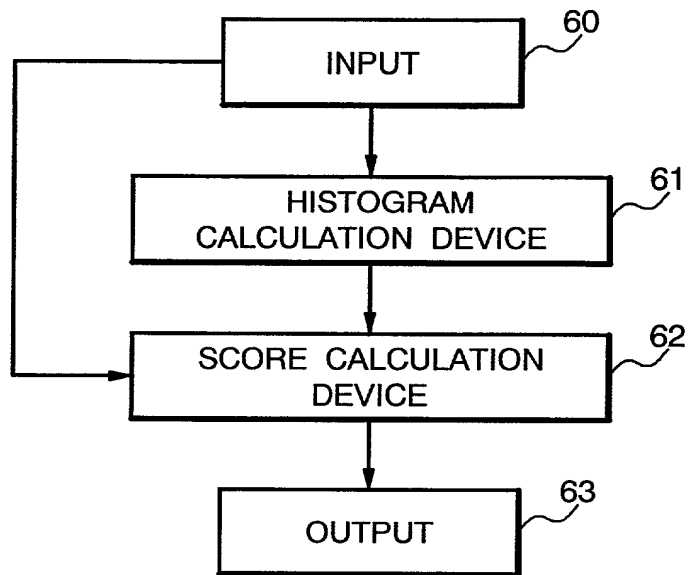 60
INPUT
61
HISTOGRAM
CALCULATION DEVICE
62
SCORE CALCULATION
DEVICE
63
OUTPUT